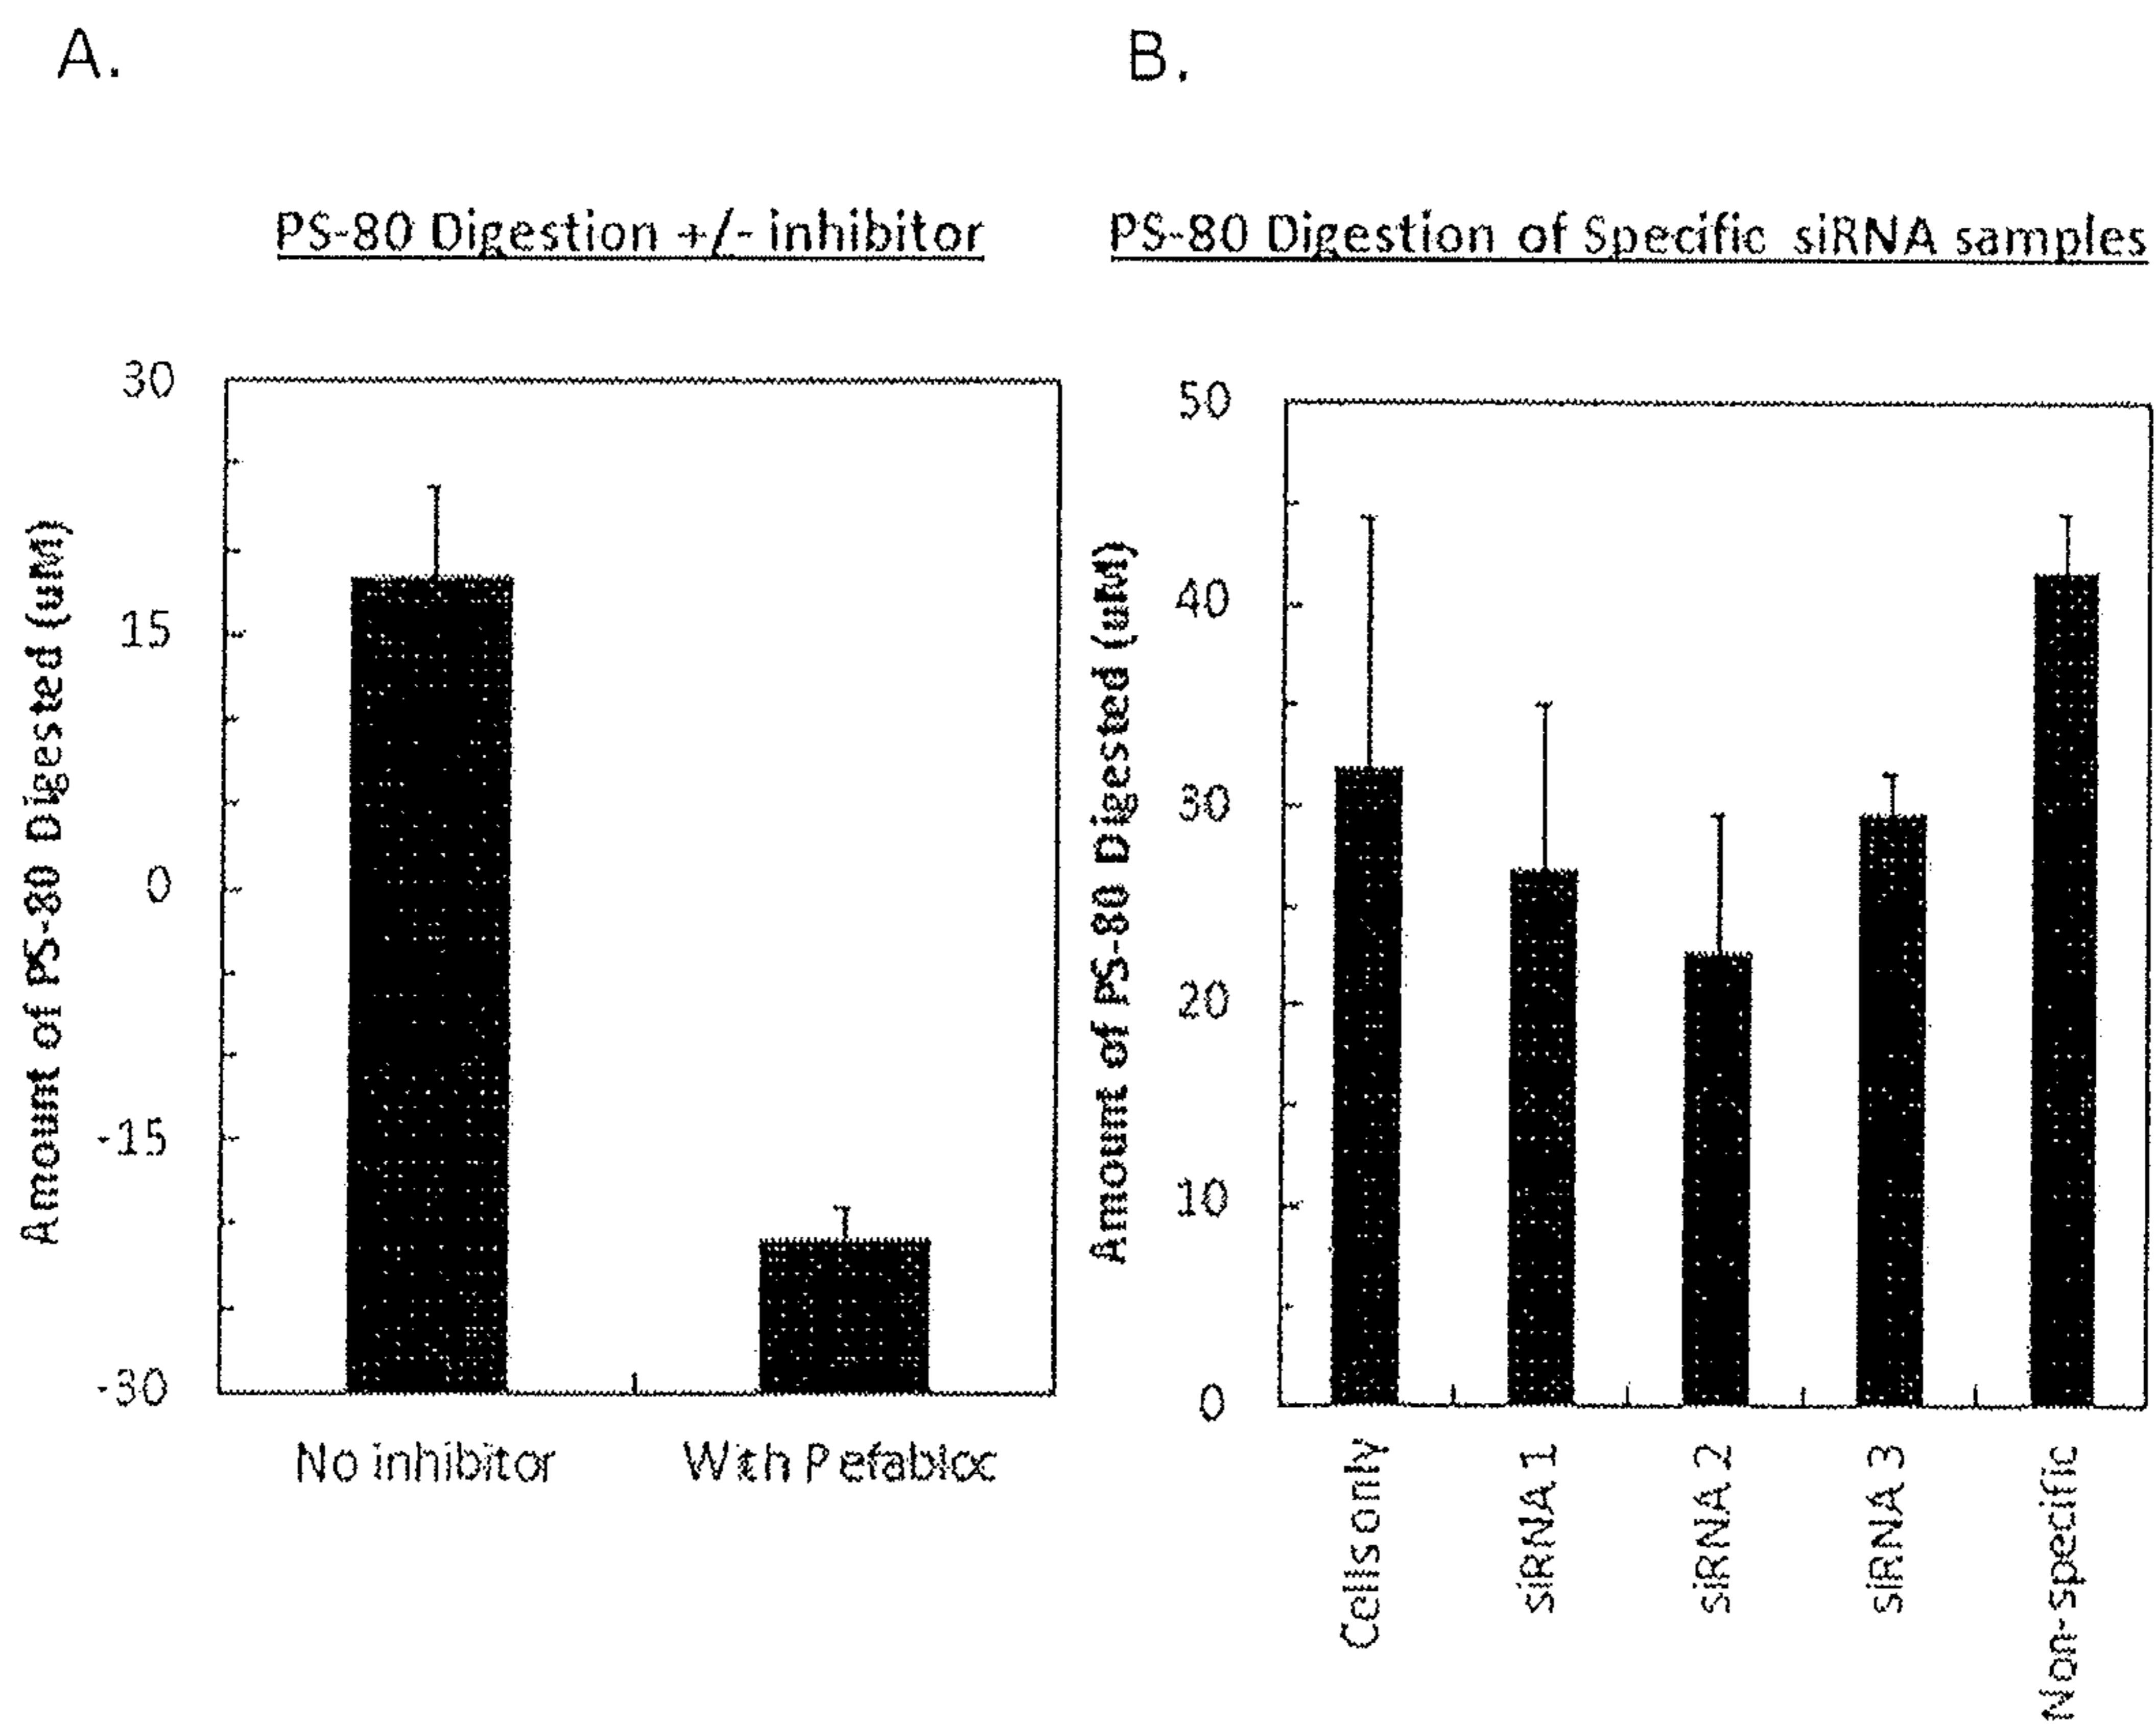 A.
PS-80 Digestion +/- inhibitor
Amount of PS-80 Digested (uM)
30
15
0
-15
-30
No inhibitor
With Pefabloc
B.
PS-80 Digestion of Specific siRNA samples
Amount of PS-80 Digested (uM)
50
40
30
20
10
0
Cells only
siRNA 1
siRNA 2
siRNA 3
Non-specific